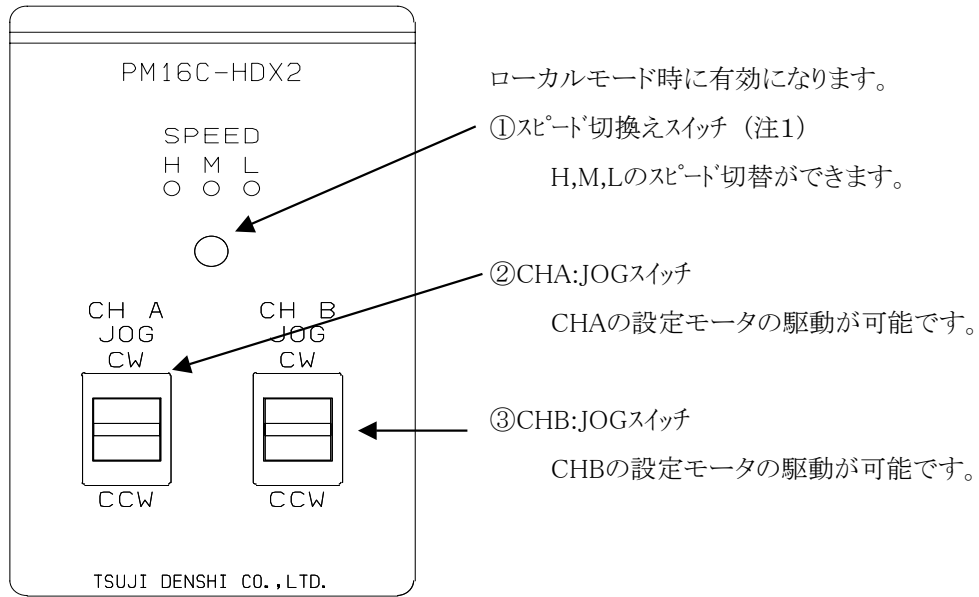 PM16C-HDX2
SPEED
H M L
CH A
JOG
CW
CCW
CH B
JOG
CW
CCW
TSUJI DENSHI CO.,LTD.
ローカルモード時に有効になります。
①スピード切換えスイッチ (注1)
H,M,Lのスピード切替ができます。
②CHA:JOGスイッチ
CHAの設定モータの駆動が可能です。
③CHB:JOGスイッチ
CHBの設定モータの駆動が可能です。